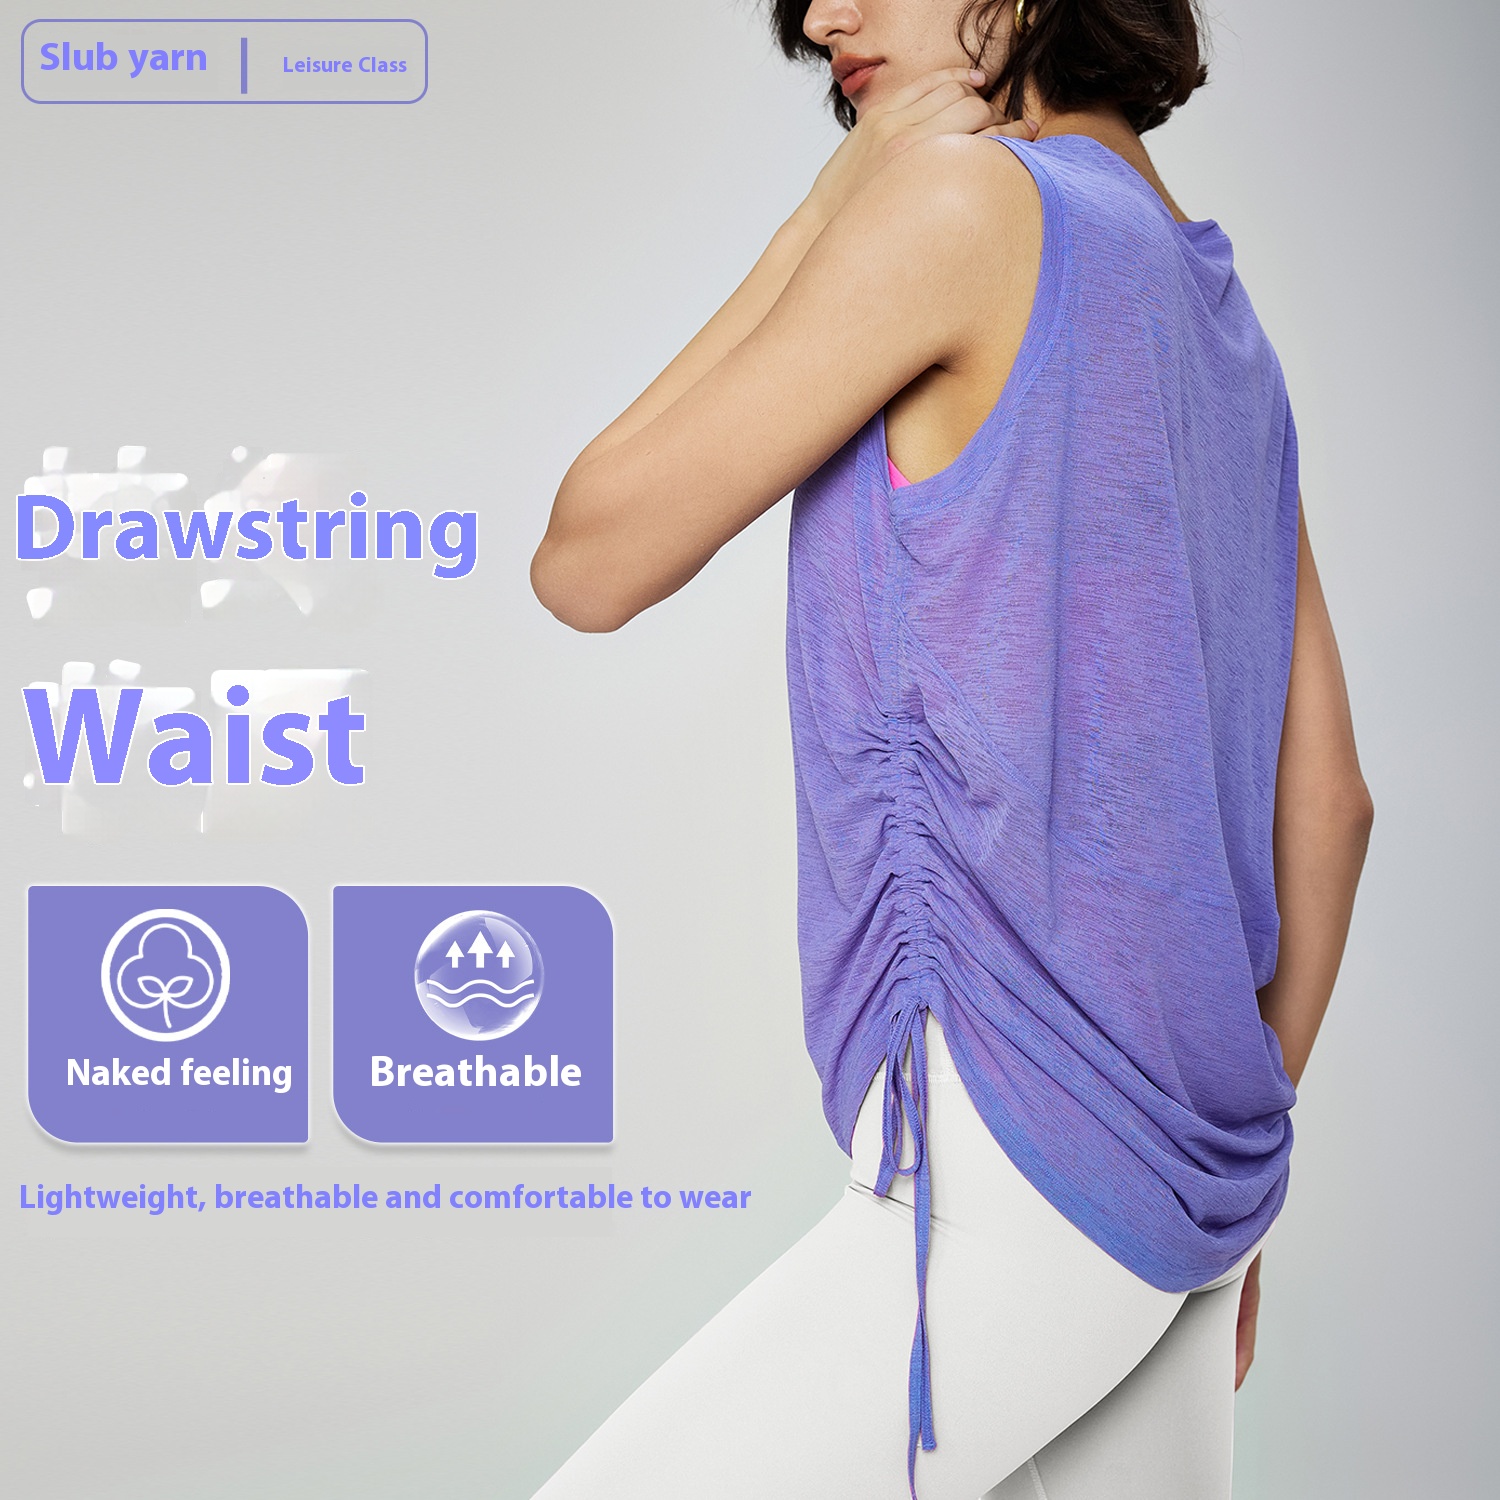 Slub yarn | Leisure Class
Drawstring
Waist
Naked feeling
Breathable
Lightweight, breathable and comfortable to wear